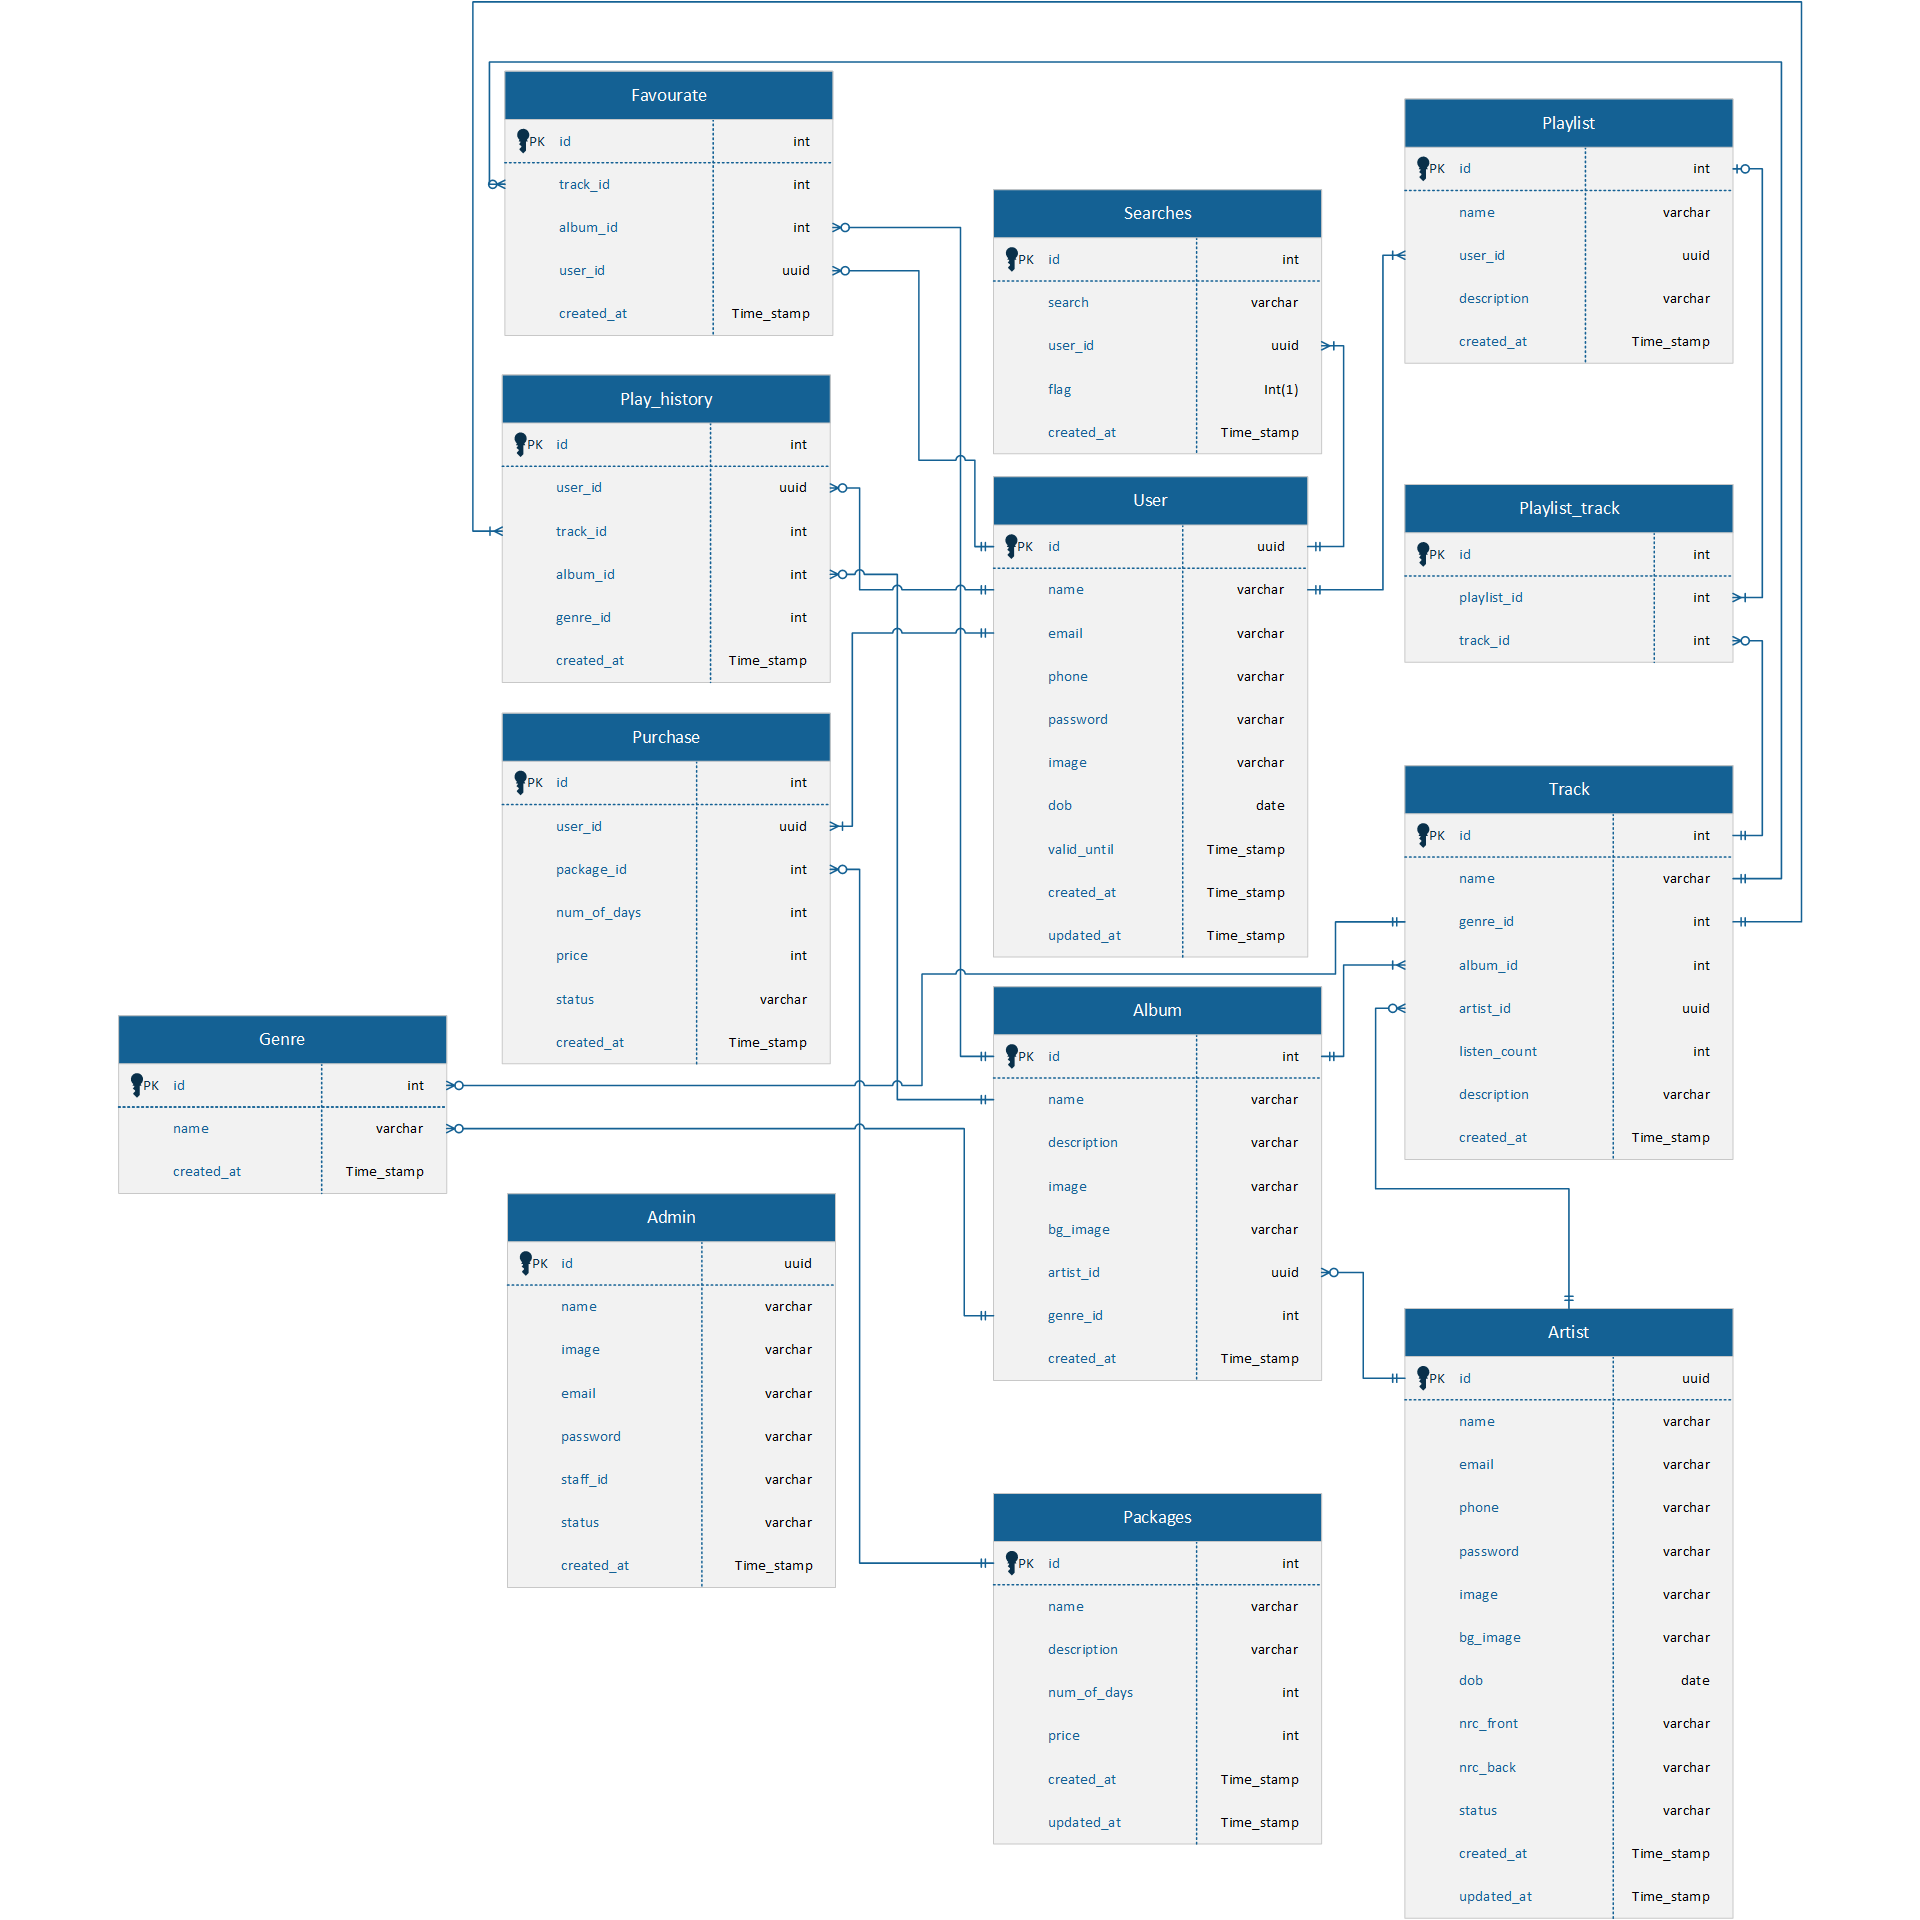 Favourate
PK id int
track_id int
album_id int
user_id uuid
created_at Time_stamp
Playlist
PK id int
name varchar
user_id uuid
description varchar
created_at Time_stamp
Searches
PK id int
search varchar
user_id uuid
flag Int(1)
created_at Time_stamp
Play_history
PK id int
user_id uuid
track_id int
album_id int
genre_id int
created_at Time_stamp
User
PK id uuid
name varchar
email varchar
phone varchar
password varchar
image varchar
dob date
valid_until Time_stamp
created_at Time_stamp
updated_at Time_stamp
Playlist_track
PK id int
playlist_id int
track_id int
Purchase
PK id int
user_id uuid
package_id int
num_of_days int
price int
status varchar
created_at Time_stamp
Track
PK id int
name varchar
genre_id int
album_id int
artist_id uuid
listen_count int
description varchar
created_at Time_stamp
Genre
PK id int
name varchar
created_at Time_stamp
Album
PK id int
name varchar
description varchar
image varchar
bg_image varchar
artist_id uuid
genre_id int
created_at Time_stamp
Admin
PK id uuid
name varchar
image varchar
email varchar
password varchar
staff_id varchar
status varchar
created_at Time_stamp
Artist
PK id uuid
name varchar
email varchar
phone varchar
password varchar
image varchar
bg_image varchar
dob date
nrc_front varchar
nrc_back varchar
status varchar
created_at Time_stamp
updated_at Time_stamp
Packages
PK id int
name varchar
description varchar
num_of_days int
price int
created_at Time_stamp
updated_at Time_stamp